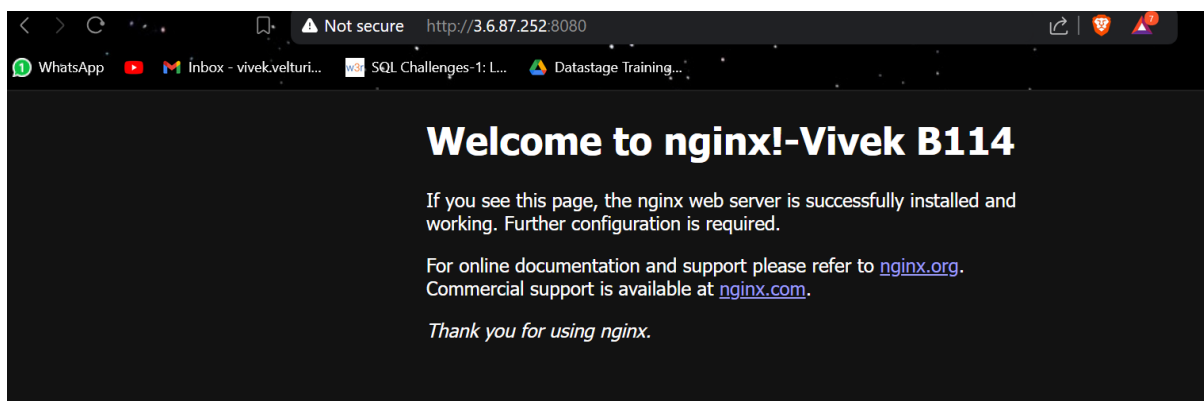 Not secure http://3.6.87.252:8080
7
WhatsApp Inbox - vivek.velturi... w3r SQL Challenges-1: L... Datastage Training...
Welcome to nginx!-Vivek B114
If you see this page, the nginx web server is successfully installed and
working. Further configuration is required.
For online documentation and support please refer to nginx.org.
Commercial support is available at nginx.com.
Thank you for using nginx.